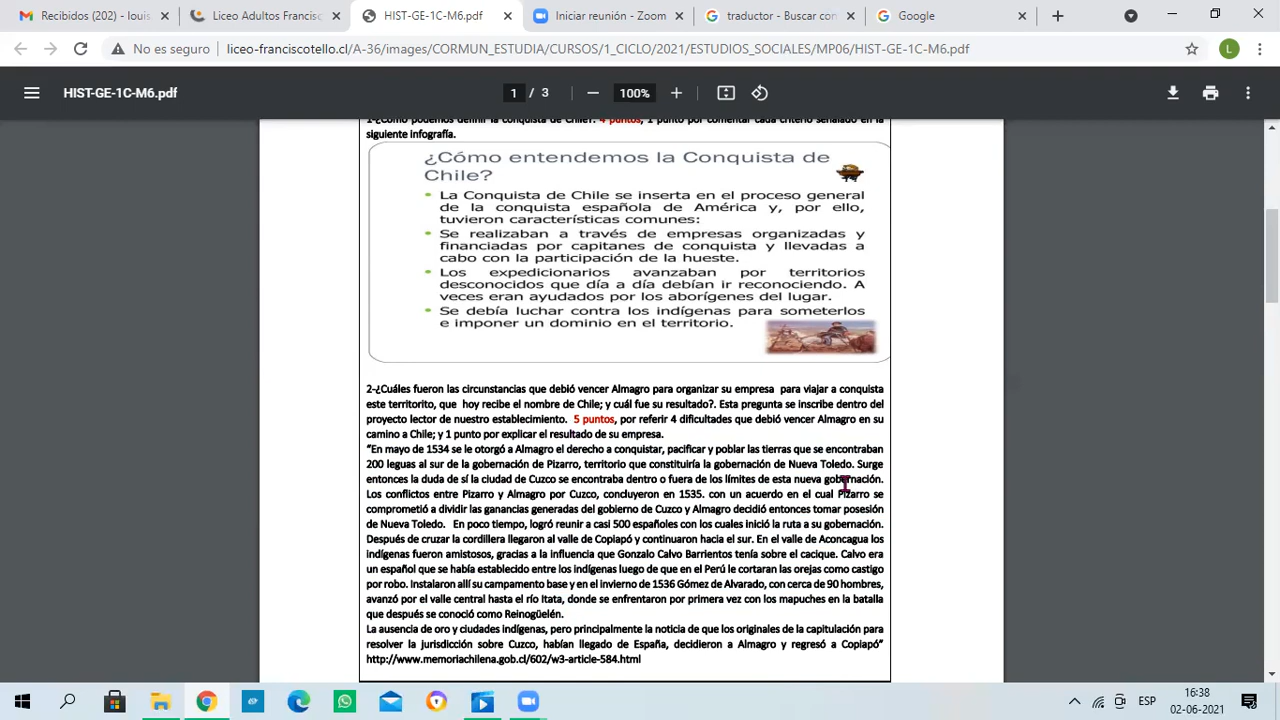 Recibidos (202) - louis
Liceo Adultos Francis
HIST-GE-1C-M6.pdf
Iniciar reunión - Zoom
traductor - Buscar con
Google
No es seguro
liceo-franciscotello.cl/A-36/images/CORMUN_ESTUDIA/CURSOS/1_CICLO/2021/ESTUDIOS_SOCIALES/MP06/HIST-GE-1C-M6.pdf
L
HIST-GE-1C-M6.pdf
1 / 3
100%
1-¿Cómo podemos definir la conquista de Chile?. 4 puntos, 1 punto por comentar cada criterio señalado en la
siguiente infografía.
¿Cómo entendemos la Conquista de
Chile?
• La Conquista de Chile se inserta en el proceso general
de la conquista española de América y, por ello,
tuvieron características comunes:
• Se realizaban a través de empresas organizadas y
financiadas por capitanes de conquista y llevadas a
cabo con la participación de la hueste.
• Los expedicionarios avanzaban por territorios
desconocidos que día a día debían ir reconociendo. A
veces eran ayudados por los aborígenes del lugar.
• Se debía luchar contra los indígenas para someterlos
e imponer un dominio en el territorio.
2-¿Cuáles fueron las circunstancias que debió vencer Almagro para organizar su empresa para viajar a conquista
este territorito, que hoy recibe el nombre de Chile; y cuál fue su resultado?. Esta pregunta se inscribe dentro del
proyecto lector de nuestro establecimiento. 5 puntos, por referir 4 dificultades que debió vencer Almagro en su
camino a Chile; y 1 punto por explicar el resultado de su empresa.
"En mayo de 1534 se le otorgó a Almagro el derecho a conquistar, pacificar y poblar las tierras que se encontraban
200 leguas al sur de la gobernación de Pizarro, territorio que constituiría la gobernación de Nueva Toledo. Surge
entonces la duda de sí la ciudad de Cuzco se encontraba dentro o fuera de los límites de esta nueva gobernación.
Los conflictos entre Pizarro y Almagro por Cuzco, concluyeron en 1535. con un acuerdo en el cual Pizarro se
comprometió a dividir las ganancias generadas del gobierno de Cuzco y Almagro decidió entonces tomar posesión
de Nueva Toledo. En poco tiempo, logró reunir a casi 500 españoles con los cuales inició la ruta a su gobernación.
Después de cruzar la cordillera llegaron al valle de Copiapó y continuaron hacia el sur. En el valle de Aconcagua los
indígenas fueron amistosos, gracias a la influencia que Gonzalo Calvo Barrientos tenía sobre el cacique. Calvo era
un español que se había establecido entre los indígenas luego de que en el Perú le cortaran las orejas como castigo
por robo. Instalaron allí su campamento base y en el invierno de 1536 Gómez de Alvarado, con cerca de 90 hombres,
avanzó por el valle central hasta el río Itata, donde se enfrentaron por primera vez con los mapuches en la batalla
que después se conoció como Reinogüelén.
La ausencia de oro y ciudades indígenas, pero principalmente la noticia de que los originales de la capitulación para
resolver la jurisdicción sobre Cuzco, habían llegado de España, decidieron a Almagro y regresó a Copiapó"
http://www.memoriachilena.gob.cl/602/w3-article-584.html
ESP
16:38
02-06-2021